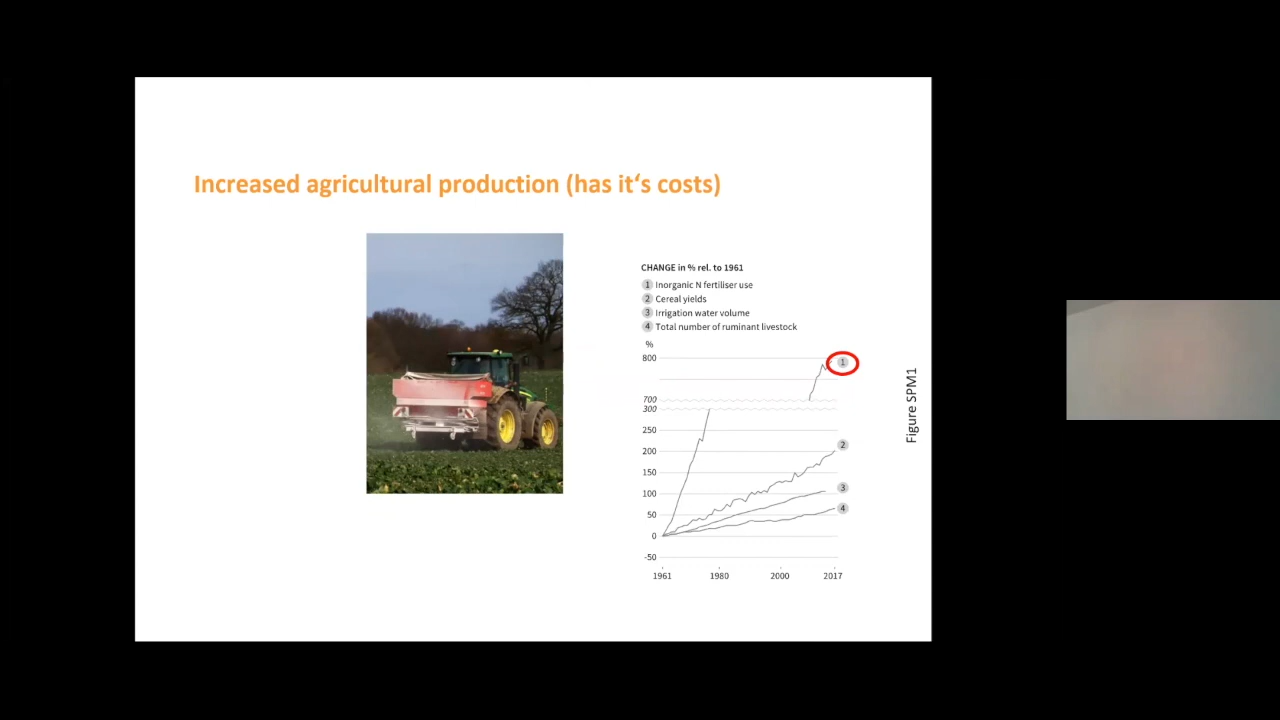 Increased agricultural production (has it‘s costs)
CHANGE in % rel. to 1961
1 Inorganic N fertiliser use
2 Cereal yields
3 Irrigation water volume
4 Total number of ruminant livestock
%
800
1
700
300
250
2
200
150
100
3
50
4
0
-50
1961 1980 2000 2017
Figure SPM1